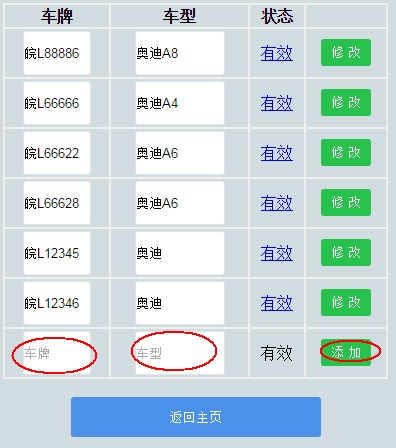 车牌 车型 状态
皖L88886 奥迪A8 有效 修 改
皖L66666 奥迪A4 有效 修 改
皖L66622 奥迪A6 有效 修 改
皖L66628 奥迪A6 有效 修 改
皖L12345 奥迪 有效 修 改
皖L12346 奥迪 有效 修 改
车牌 车型 有效 添 加
返回主页